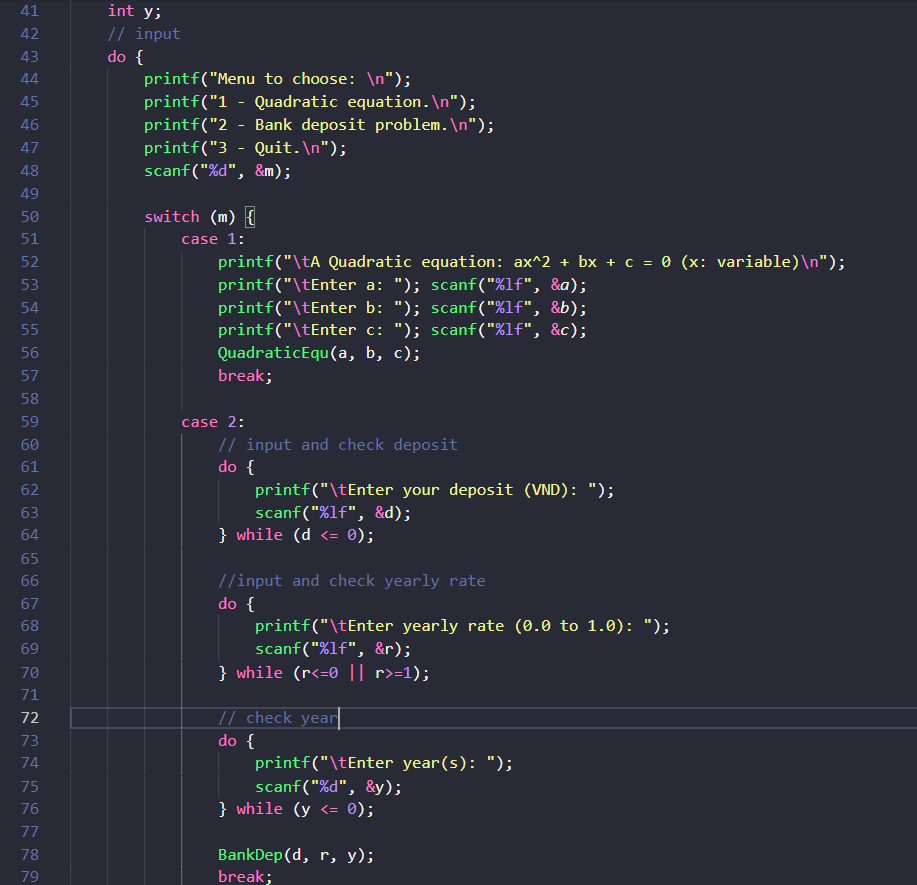 41 int y;
42 // input
43 do {
44 printf("Menu to choose: \n");
45 printf("1 - Quadratic equation.\n");
46 printf("2 - Bank deposit problem.\n");
47 printf("3 - Quit.\n");
48 scanf("%d", &m);
49
50 switch (m) {
51 case 1:
52 printf("\tA Quadratic equation: ax^2 + bx + c = 0 (x: variable)\n");
53 printf("\tEnter a: "); scanf("%lf", &a);
54 printf("\tEnter b: "); scanf("%lf", &b);
55 printf("\tEnter c: "); scanf("%lf", &c);
56 QuadraticEqu(a, b, c);
57 break;
58
59 case 2:
60 // input and check deposit
61 do {
62 printf("\tEnter your deposit (VND): ");
63 scanf("%lf", &d);
64 } while (d <= 0);
65
66 //input and check yearly rate
67 do {
68 printf("\tEnter yearly rate (0.0 to 1.0): ");
69 scanf("%lf", &r);
70 } while (r<=0 || r>=1);
71
72 // check year
73 do {
74 printf("\tEnter year(s): ");
75 scanf("%d", &y);
76 } while (y <= 0);
77
78 BankDep(d, r, y);
79 break;